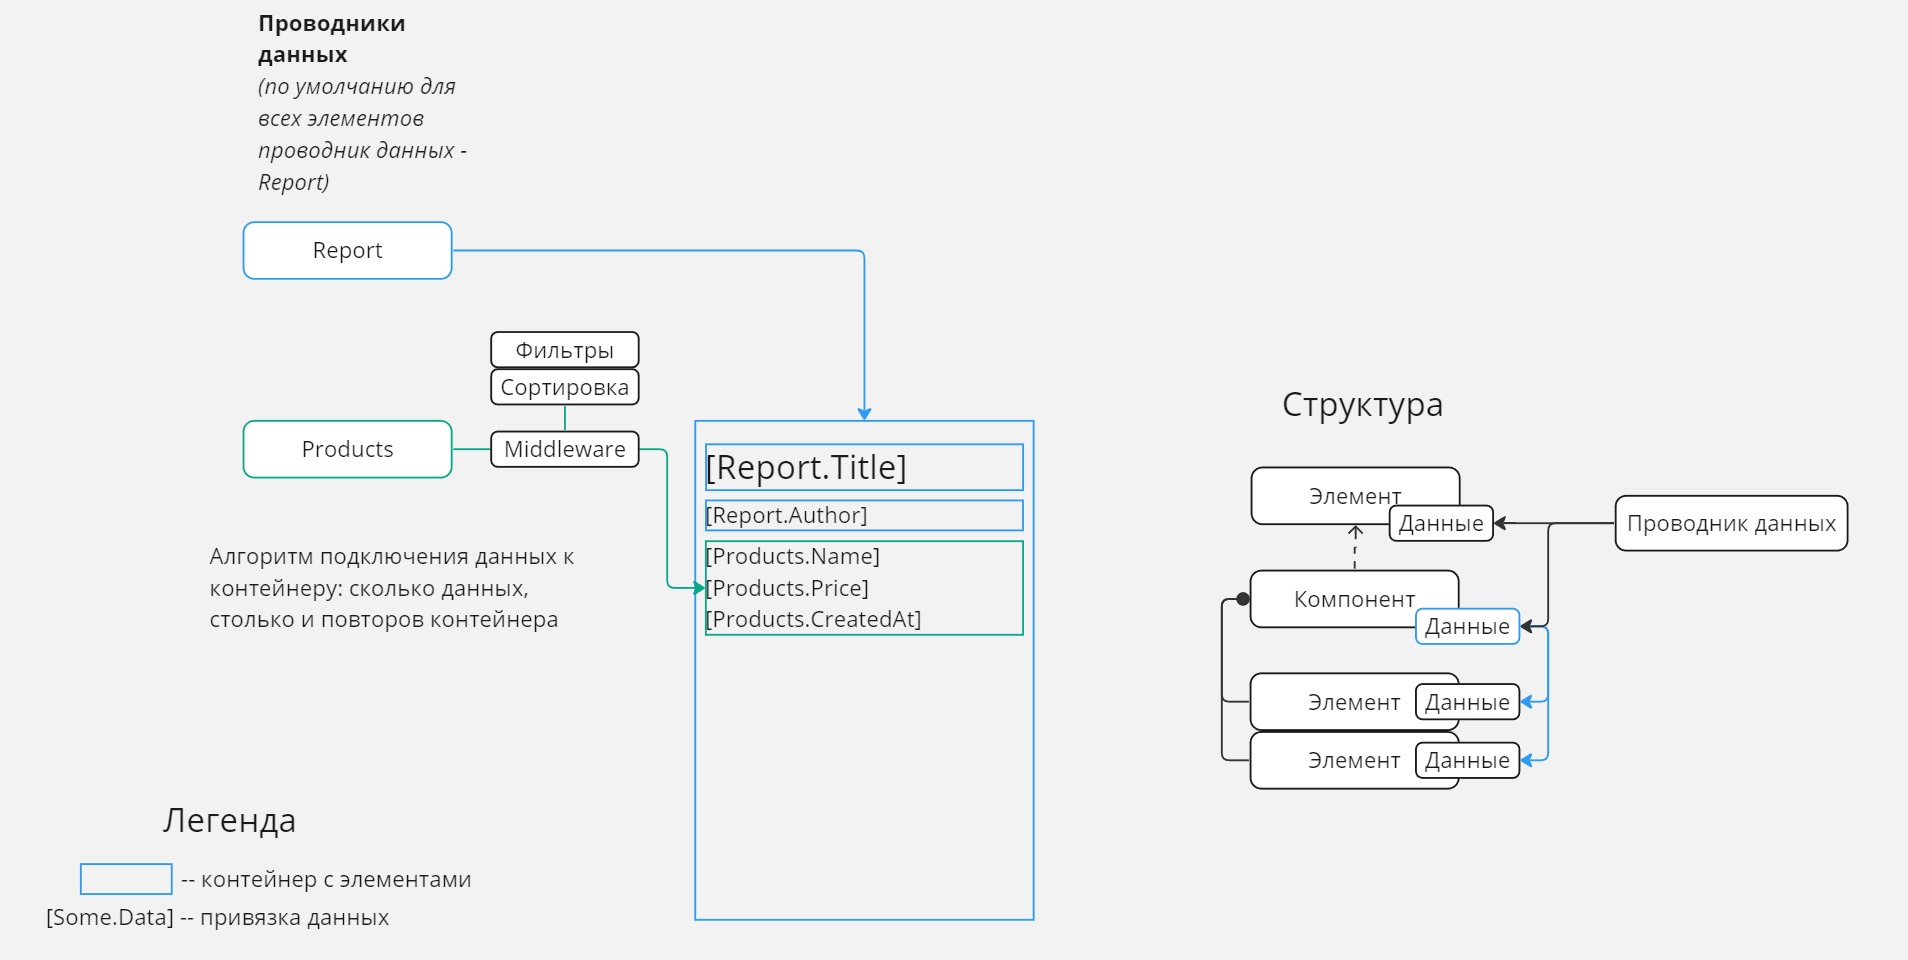 Проводники
данных
(по умолчанию для
всех элементов
проводник данных -
Report)
Report
Фильтры
Сортировка
Products
Middleware
[Report.Title]
[Report.Author]
[Products.Name]
[Products.Price]
[Products.CreatedAt]
Алгоритм подключения данных к
контейнеру: сколько данных,
столько и повторов контейнера
Легенда
-- контейнер с элементами
[Some.Data] -- привязка данных
Структура
Элемент
Данные
Проводник данных
Компонент
Данные
Элемент
Данные
Элемент
Данные